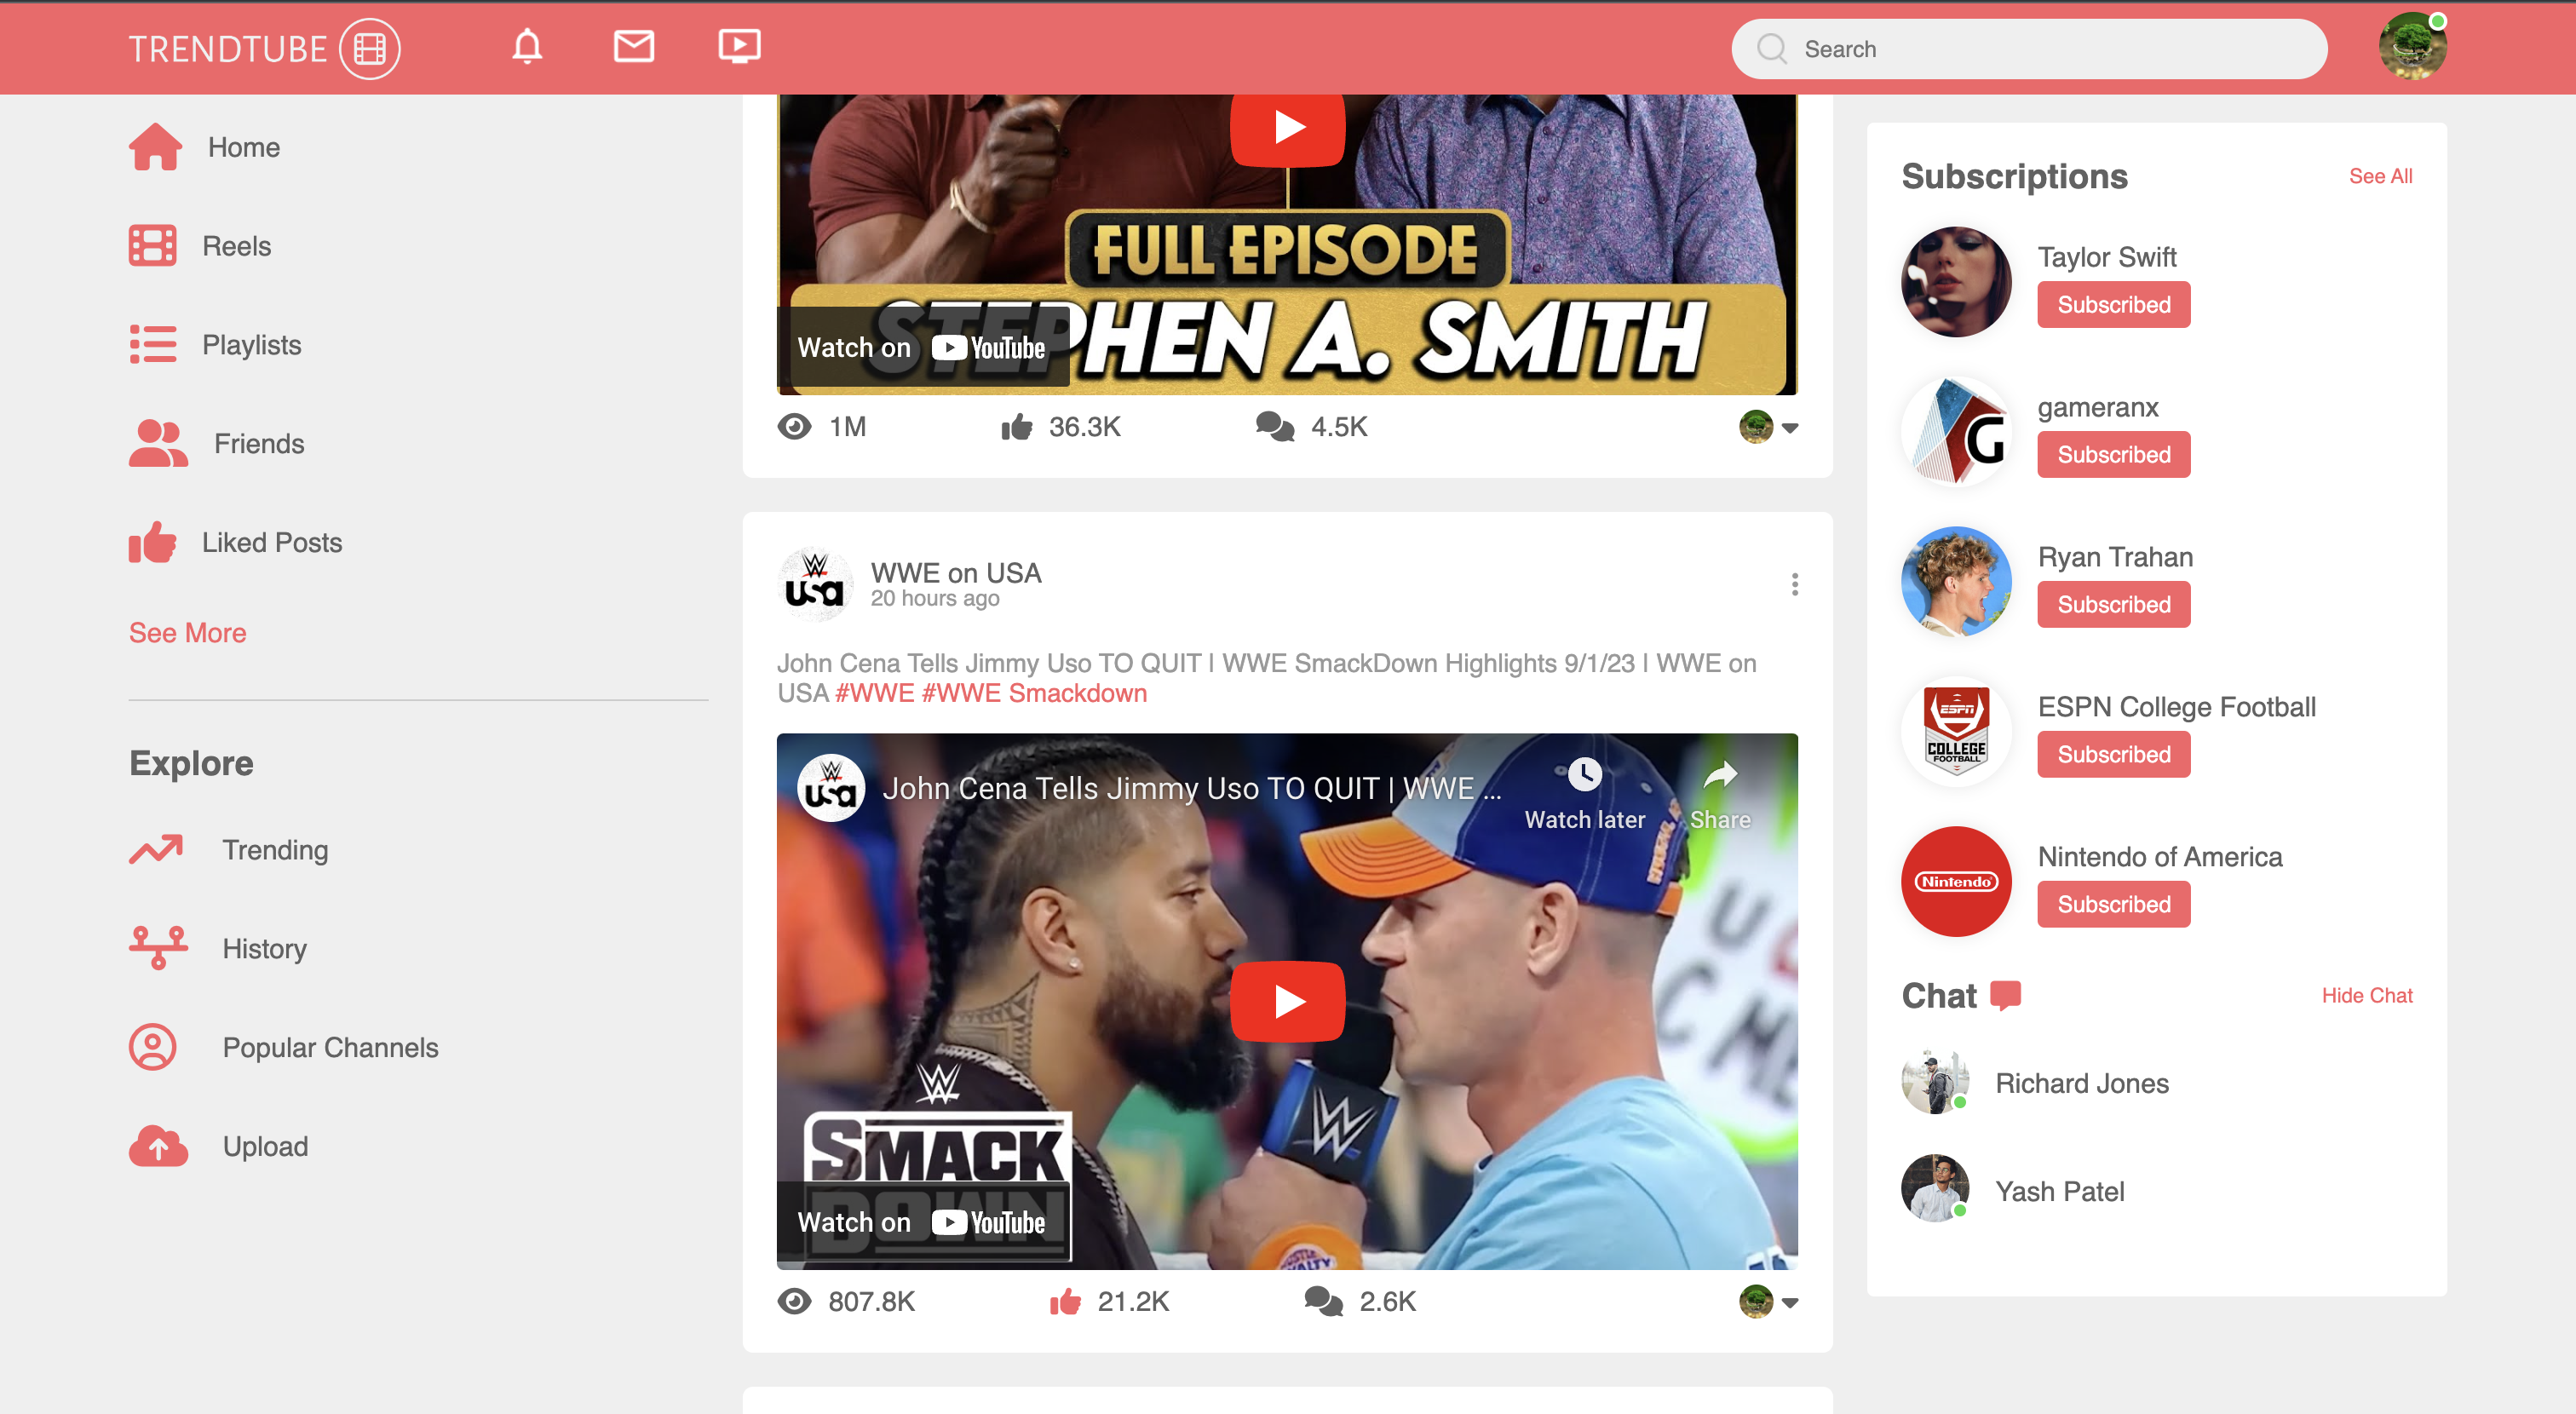 TRENDTUBE
Search
Home
Reels
Playlists
Friends
Liked Posts
See More
Explore
Trending
History
Popular Channels
Upload
FULL EPISODE
STEPHEN A. SMITH
Watch on YouTube
1M 36.3K 4.5K
WWE on USA
20 hours ago
John Cena Tells Jimmy Uso TO QUIT | WWE SmackDown Highlights 9/1/23 | WWE on
USA #WWE #WWE Smackdown
usa
John Cena Tells Jimmy Uso TO QUIT | WWE ...
Watch later
Share
SMACK
DOWN
Watch on YouTube
807.8K 21.2K 2.6K
Subscriptions See All
Taylor Swift
Subscribed
G
gameranx
Subscribed
Ryan Trahan
Subscribed
ESPN
COLLEGE
FOOTBALL
ESPN College Football
Subscribed
Nintendo
Nintendo of America
Subscribed
Chat Hide Chat
Richard Jones
Yash Patel